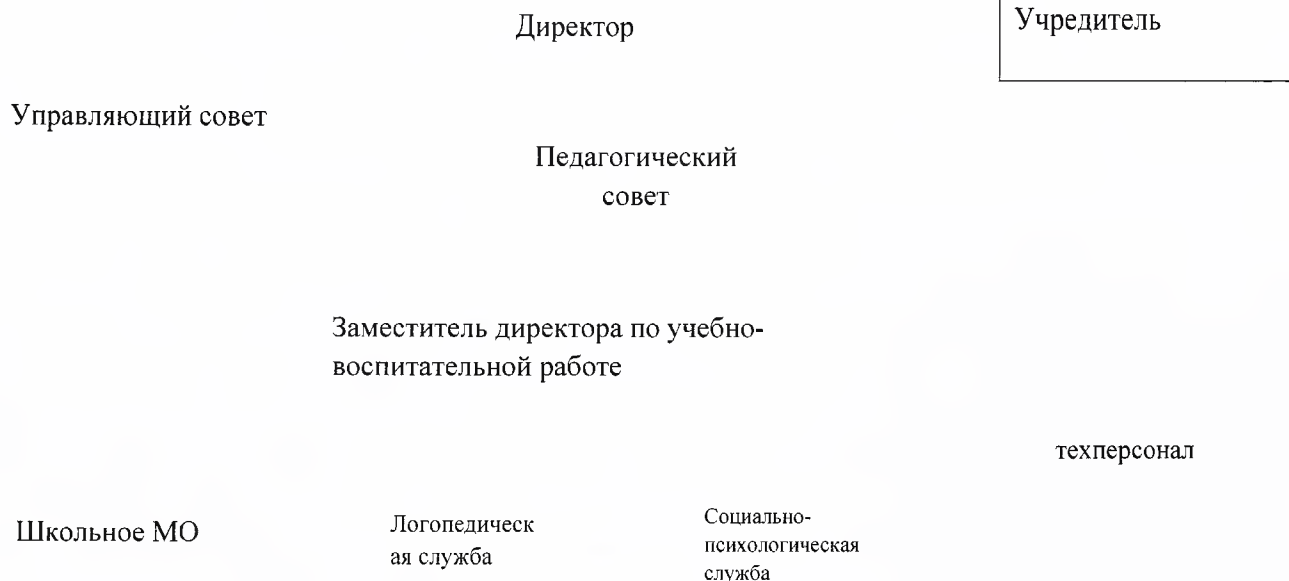 Директор
Учредитель
Управляющий совет
Педагогический
совет
Заместитель директора по учебно-
воспитательной работе
техперсонал
Школьное МО
Логопедическ
ая служба
Социально-
психологическая
служба